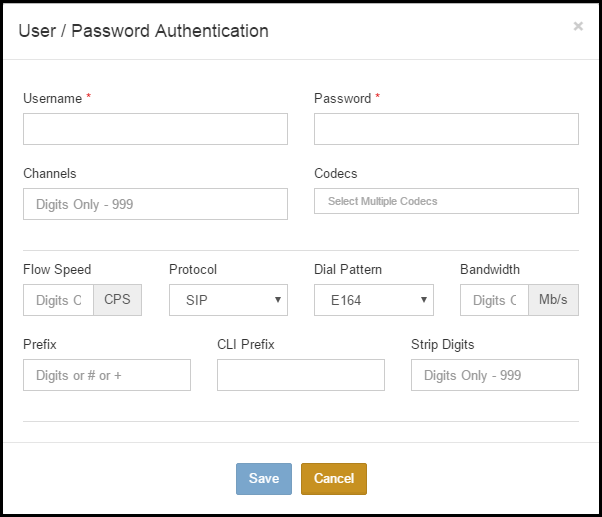 User / Password Authentication ×
Username * Password *
Channels Codecs
Digits Only - 999 Select Multiple Codecs
Flow Speed Protocol Dial Pattern Bandwidth
Digits O CPS SIP E164 Digits O Mb/s
Prefix CLI Prefix Strip Digits
Digits or # or + Digits Only - 999
Save Cancel